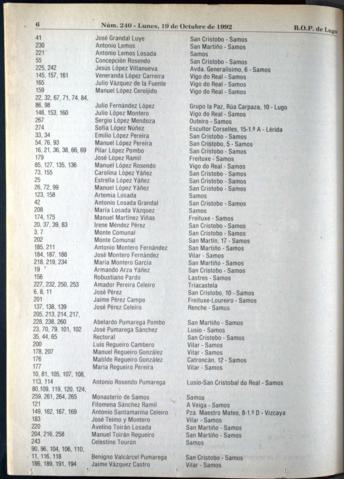 6 Núm. 240 - Lunes, 19 de Octubre de 1992 B.O.P. de Lugo
41 José Grandal Luye San Cristobo - Samos
230 Antonio Lemos San Martiño - Samos
221 Antonio Lemos Losada Samos
55 Concepción Rosendo San Cristobo - Samos
225, 242 Jesús López Villanueva Avda. Generalísimo, 6 - Samos
145, 157, 161 Veneranda López Carreira Vigo do Real - Samos
165 Julio Vázquez de la Fuente Vigo do Real - Samos
159 Manuel López Cereijido Vigo do Real - Samos
22, 32, 67, 71, 74, 84,
86, 98 Julio Fernández López Grupo la Paz, Rúa Carpaza, 10 - Lugo
148, 153, 160 Julio López Montero Vigo do Real - Samos
267 Sergio López Mendoza Outeiro - Samos
274 Sofía López Núñez Escultor Corselles, 15-1.º A - Lérida
33, 34 Emilio López Pereira San Cristobo - Samos
54, 76, 93 Manuel López Pereira San Cristobo, 5 - Samos
16, 21, 36, 38, 66, 69 Pilar López Pombo San Cristobo - Samos
179 José López Ramil Freituxe - Samos
85, 127, 135, 136 Manuel López Rosendo Vigo do Real - Samos
73, 155 Carolina López Yáñez San Cristobo - Samos
25 Estrella López Yáñez San Cristobo - Samos
26, 72, 99 Manuel López Yáñez San Cristobo - Samos
123, 158 Artemia Losada Samos
42 Antonio Losada Grandal San Cristobo - Samos
208 María Losada Vázquez Samos
174, 175 Manuel Martínez Viñas Freituxe - Samos
20, 37, 39, 63 Irene Méndez Pérez San Cristobo - Samos
3, 7 Monte Comunal San Cristobo - Samos
202 Monte Comunal San Martín, 17 - Samos
185, 211 Antonio Montero Fernández San Martiño - Samos
184, 187, 188 José Montero Fernández Vilar - Samos
218, 219, 234 María Montero García San Martiño - Samos
19 Armando Arza Yáñez San Cristobo - Samos
156 Robustiano Pardo Lastres - Samos
227, 232, 250, 253 Amador Pereira Celeiro Triacastela
6, 8, 11 José Pérez San Cristobo, 10 - Samos
201 Jaime Pérez Campo Freituxe-Loureiro - Samos
137, 138, 139 José Pérez Celeiro Renche - Samos
205, 213, 214, 217,
228, 238, 260 Abelardo Pumarega Pombo San Martiño - Samos
23, 70, 79, 101, 102 José Pumarega Sánchez Lusío - Samos
35, 44, 65 Rectoral San Cristobo - Samos
200 Luis Regueiro Cambero Vilar - Samos
178, 207 Manuel Regueiro González Vilar - Samos
176 Matilde Regueiro González Catroncán, 12 - Samos
177 María Regueiro Pereira Vilar - Samos
10, 81, 105, 107, 108,
113, 114 Antonio Rosendo Pumarega Lusío-San Cristobal do Real - Samos
80, 109, 119, 120, 124,
259, 261, 264, 265 Monasterio de Samos Samos
121 Filomena Sánchez Ramil A Veiga - Samos
149, 162, 167, 169 Antonio Santamarina Celeiro Pza. Maestro Mateo, 8-1.º D - Vizcaya
183 José Teimo y Montero Vilar - Samos
220 Avelino Toirán Losada San Martiño - Samos
204, 216, 258 Manuel Toirán Regueiro San Martiño - Samos
243 Celestino Tourón Samos
90, 96, 104, 106, 110,
11, 116, 118 Benigno Valcárcel Pumarega San Cristobo - Samos
186, 189, 191, 194 Jaime Vázquez Castro Vilar - Samos